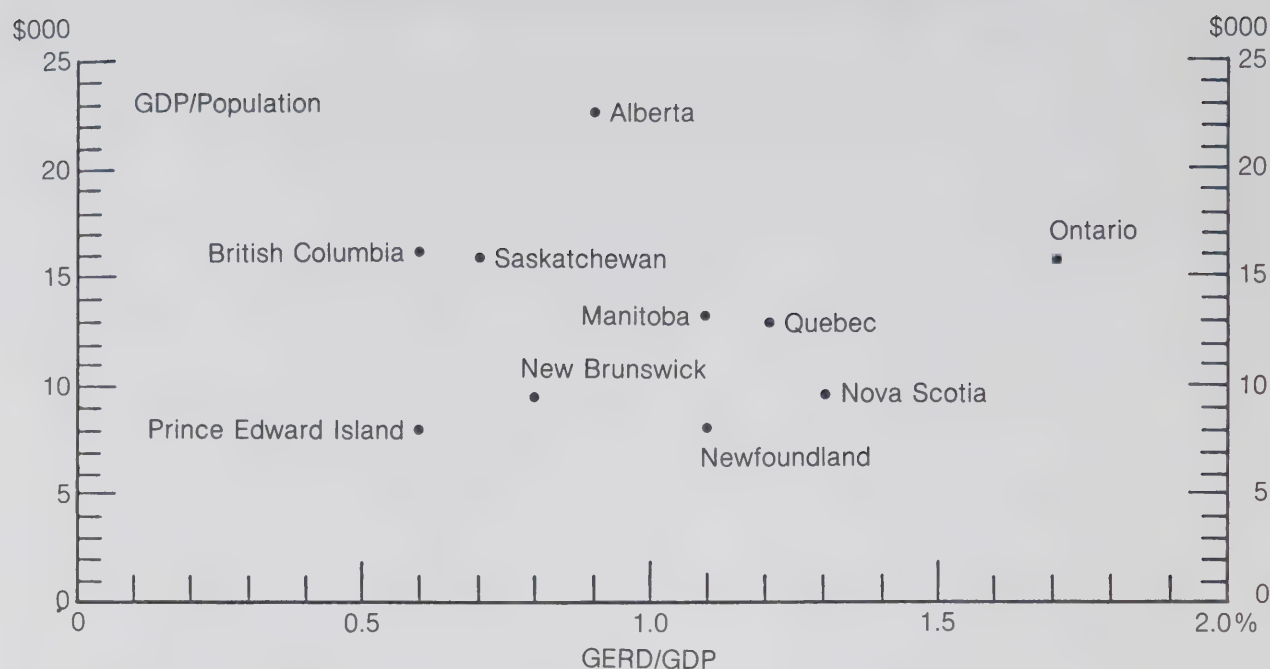 $000
$000
25
25
GDP/Population
Alberta
20
20
Ontario
British Columbia
Saskatchewan
15
15
Manitoba
Quebec
New Brunswick
10
10
Nova Scotia
Prince Edward Island
Newfoundland
5
5
0
0
0
0.5
1.0
1.5
2.0%
GERD/GDP